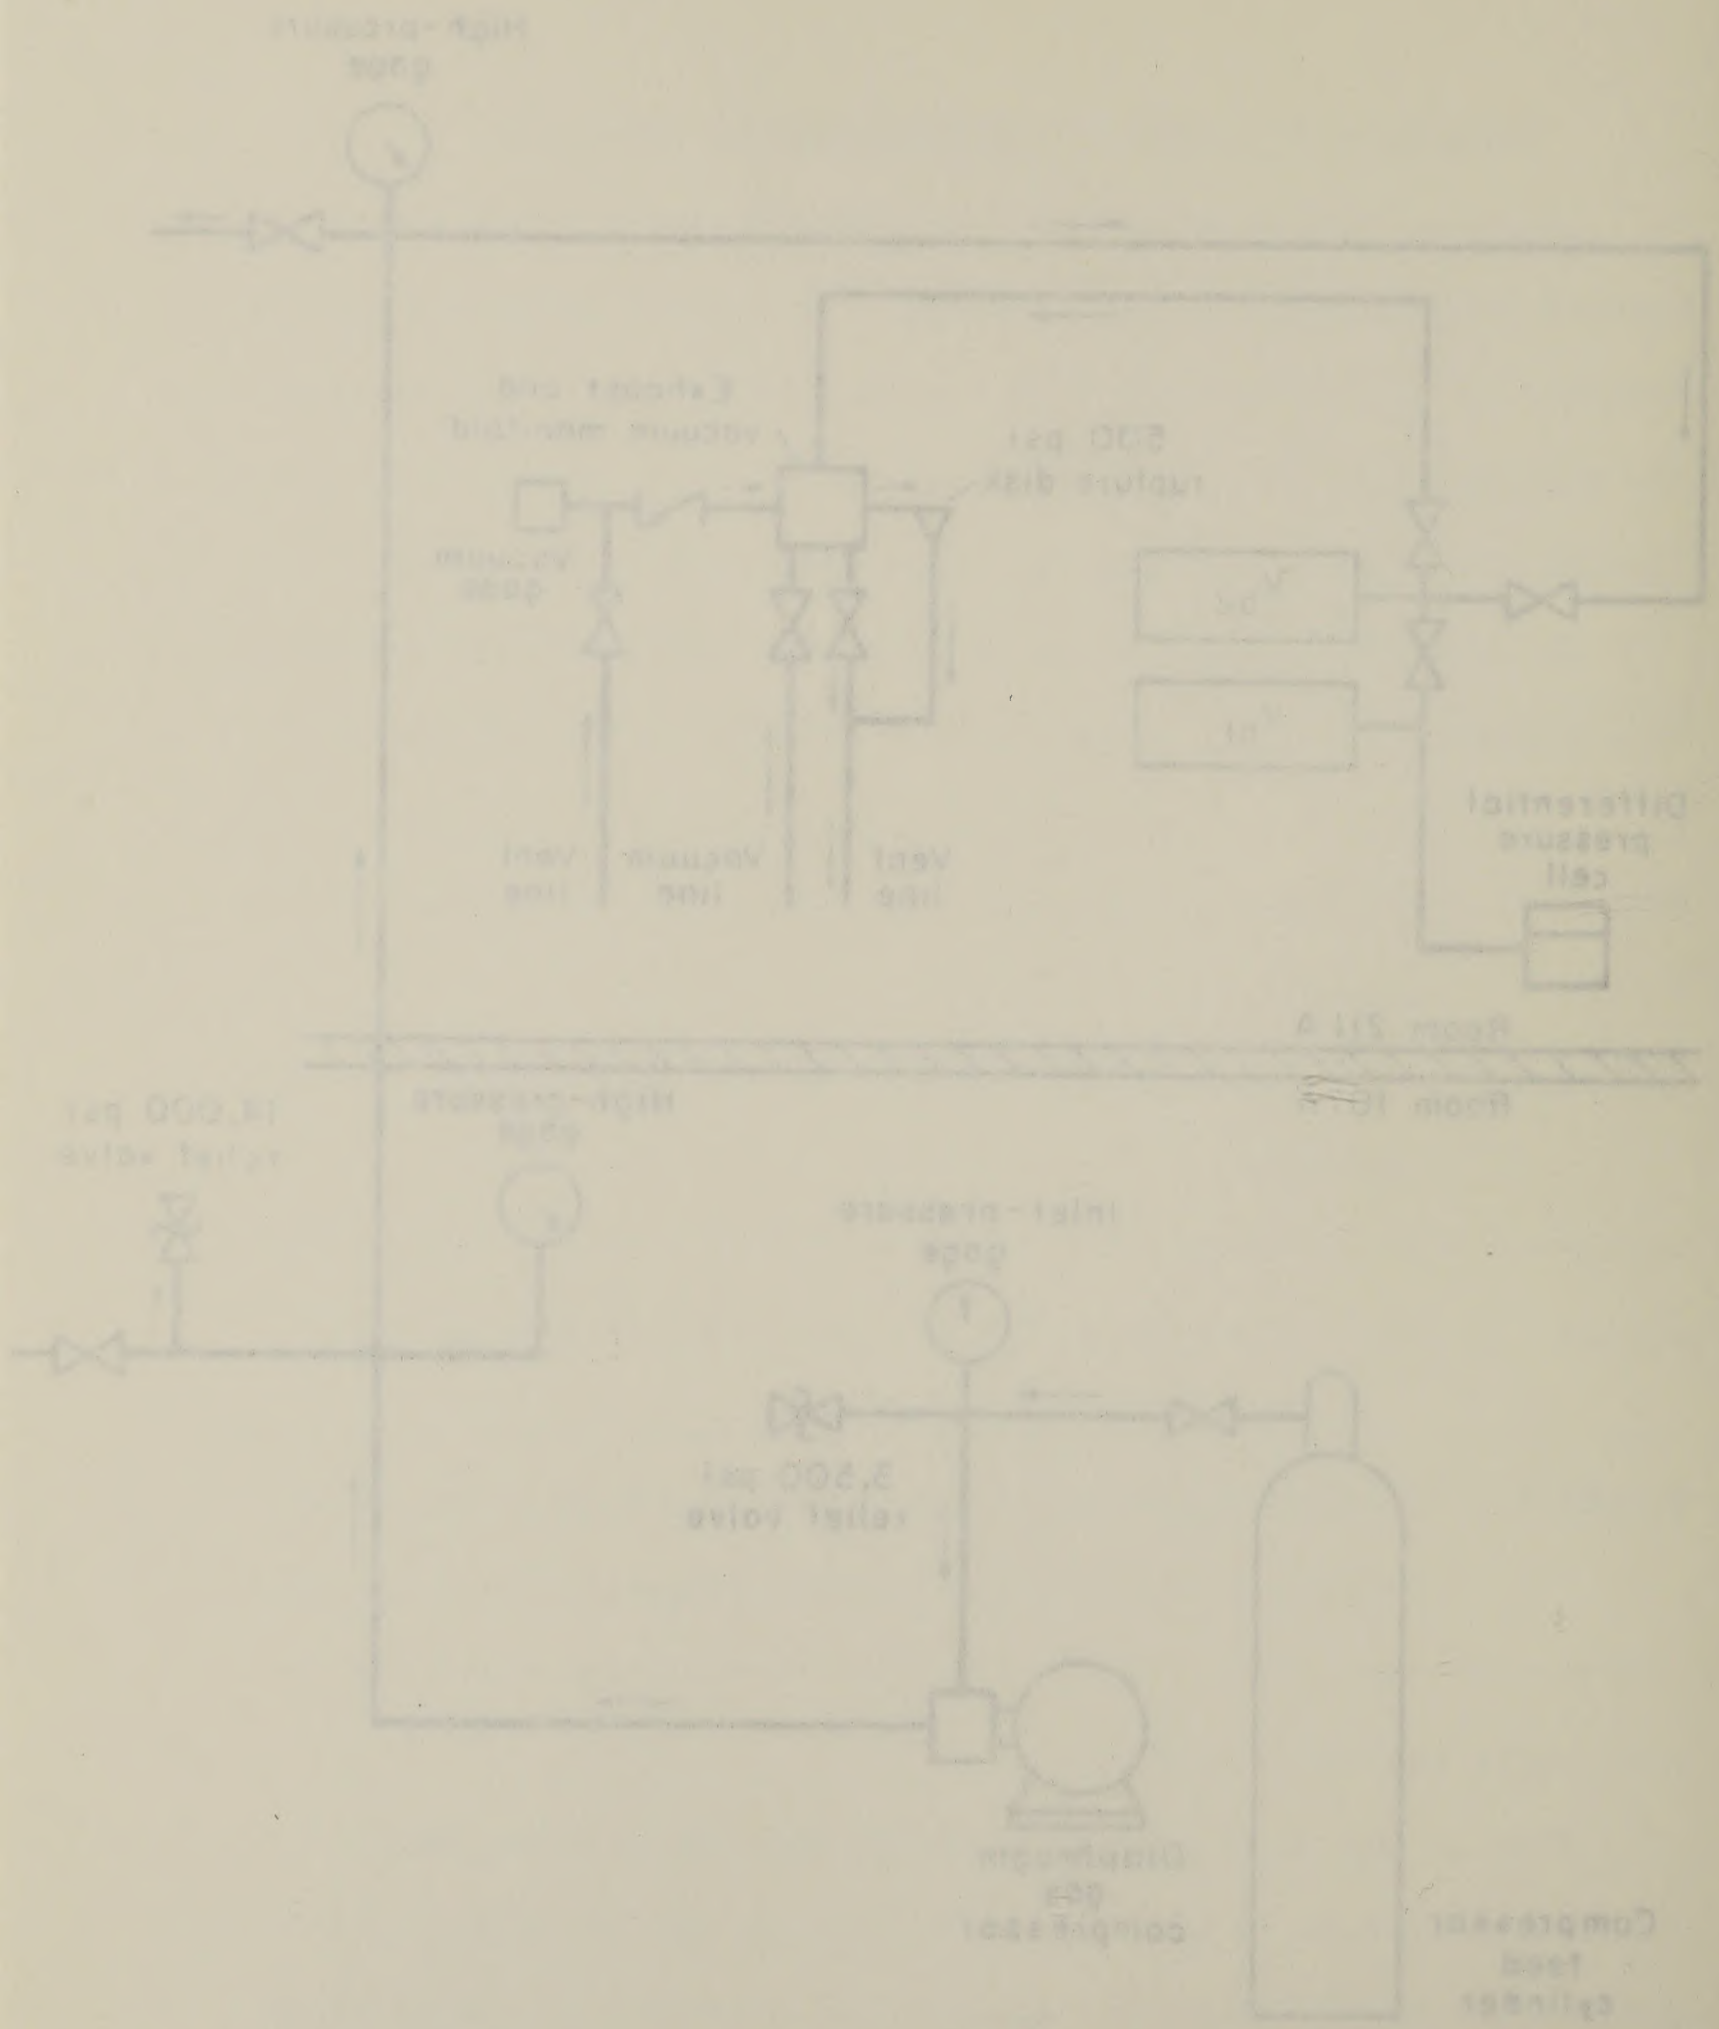 High-pressure
gage
Exhaust and
vacuum manifold
500 psi
rupture disk
Vacuum
gage
Differential
pressure
cell
Vent
line
Vacuum
line
Vent
line
Room 211 A
Room
High-pressure
gage
14,000 psi
relief valve
Inlet-pressure
gage
3,500 psi
relief valve
Diaphragm
gas
compressor
Compressor
feed
cylinder